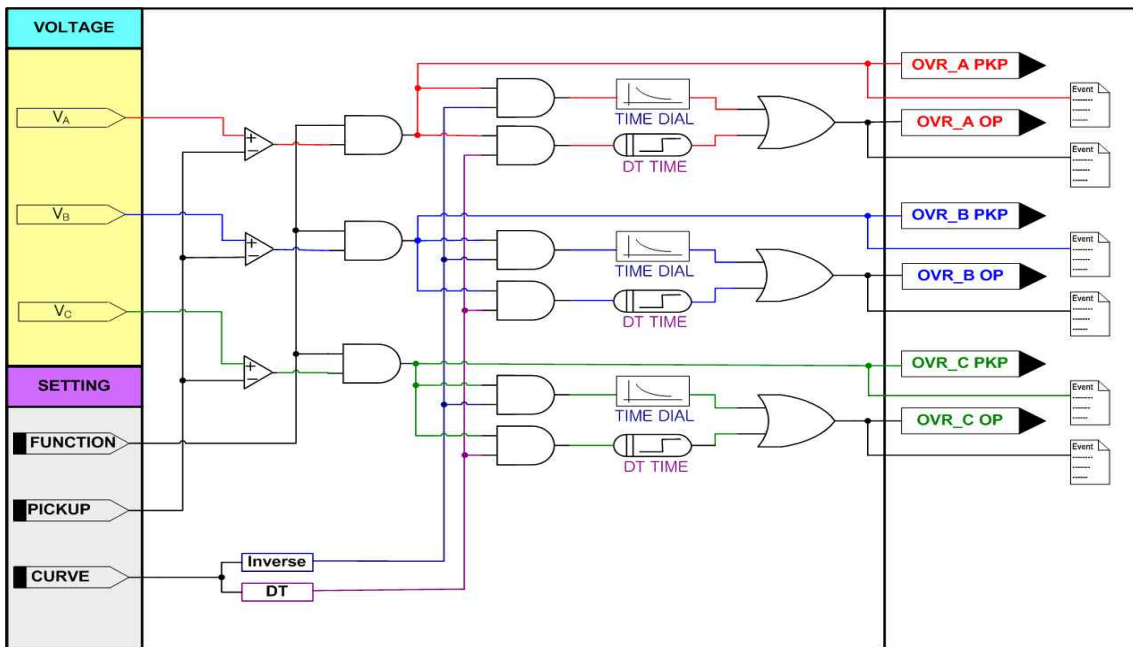 VOLTAGE
VA
VB
VC
SETTING
FUNCTION
PICKUP
CURVE
Inverse
DT
TIME DIAL
DT TIME
TIME DIAL
DT TIME
TIME DIAL
DT TIME
OVR_A PKP
Event
OVR_A OP
Event
OVR_B PKP
Event
OVR_B OP
Event
OVR_C PKP
Event
OVR_C OP
Event